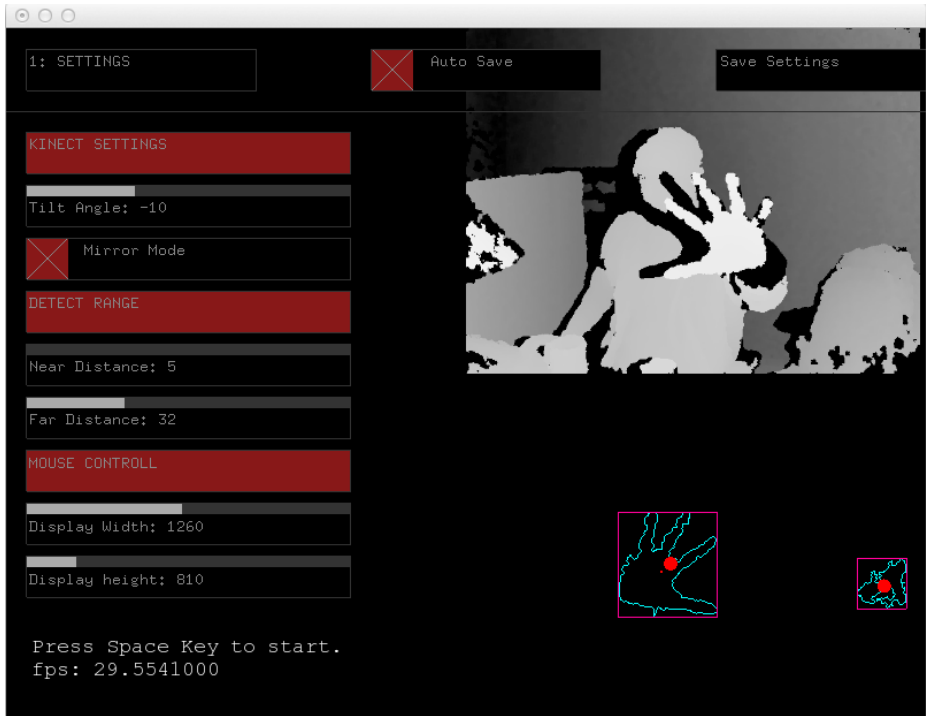 1: SETTINGS
Auto Save
Save Settings
KINECT SETTINGS
Tilt Angle: -10
Mirror Mode
DETECT RANGE
Near Distance: 5
Far Distance: 32
MOUSE CONTROLL
Display Width: 1260
Display height: 810
Press Space Key to start.
fps: 29.5541000